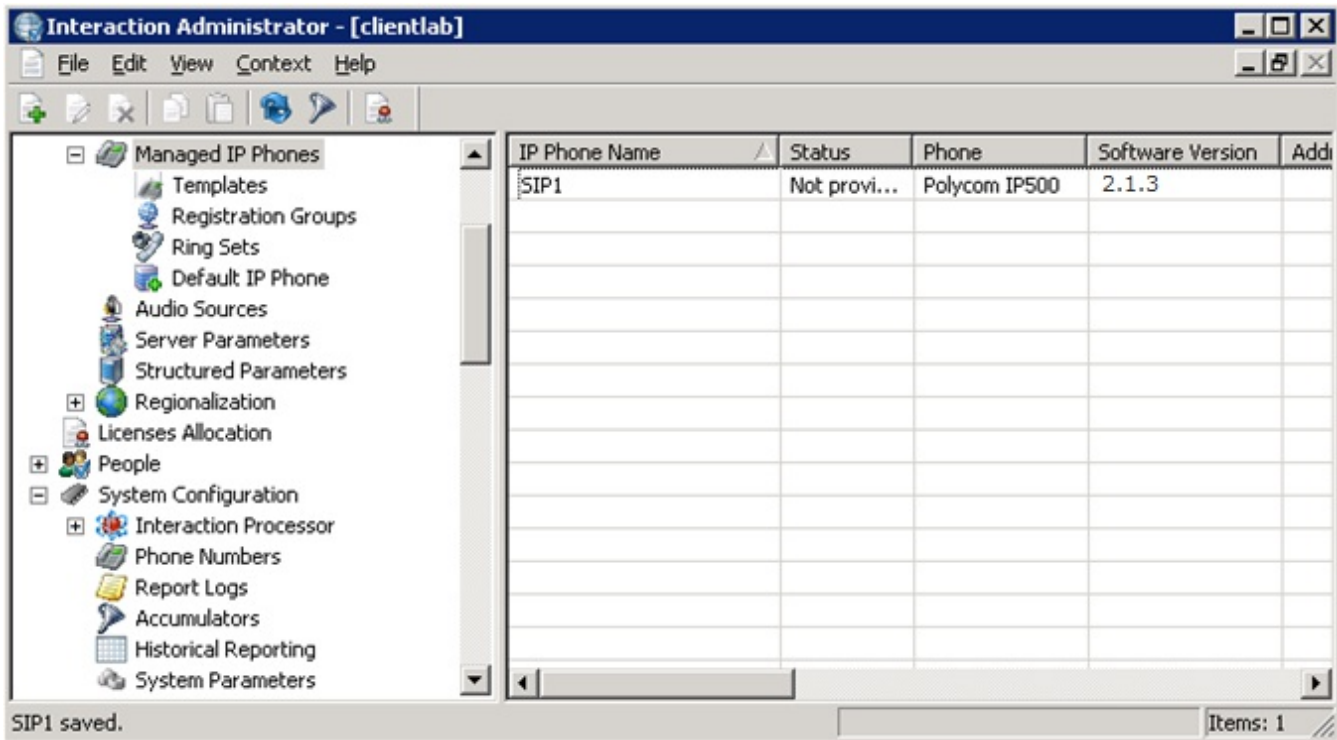 Interaction Administrator - [clientlab]
File Edit View Context Help
Managed IP Phones
Templates
Registration Groups
Ring Sets
Default IP Phone
Audio Sources
Server Parameters
Structured Parameters
Regionalization
Licenses Allocation
People
System Configuration
Interaction Processor
Phone Numbers
Report Logs
Accumulators
Historical Reporting
System Parameters
IP Phone Name Status Phone Software Version Addr
SIP1 Not provi... Polycom IP500 2.1.3
SIP1 saved.
Items: 1